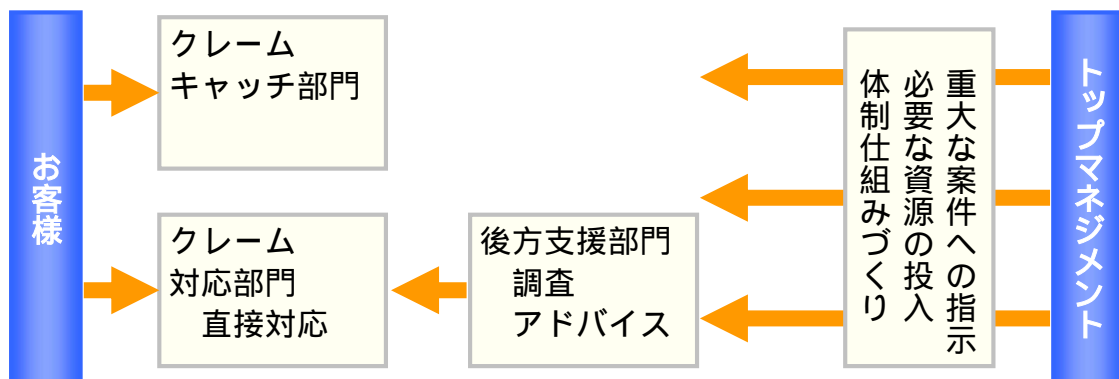 お客様
クレーム
キャッチ部門
クレーム
対応部門
直接対応
後方支援部門
調査
アドバイス
重大な案件への指示
必要な資源の投入
体制仕組みづくり
トップマネジメント